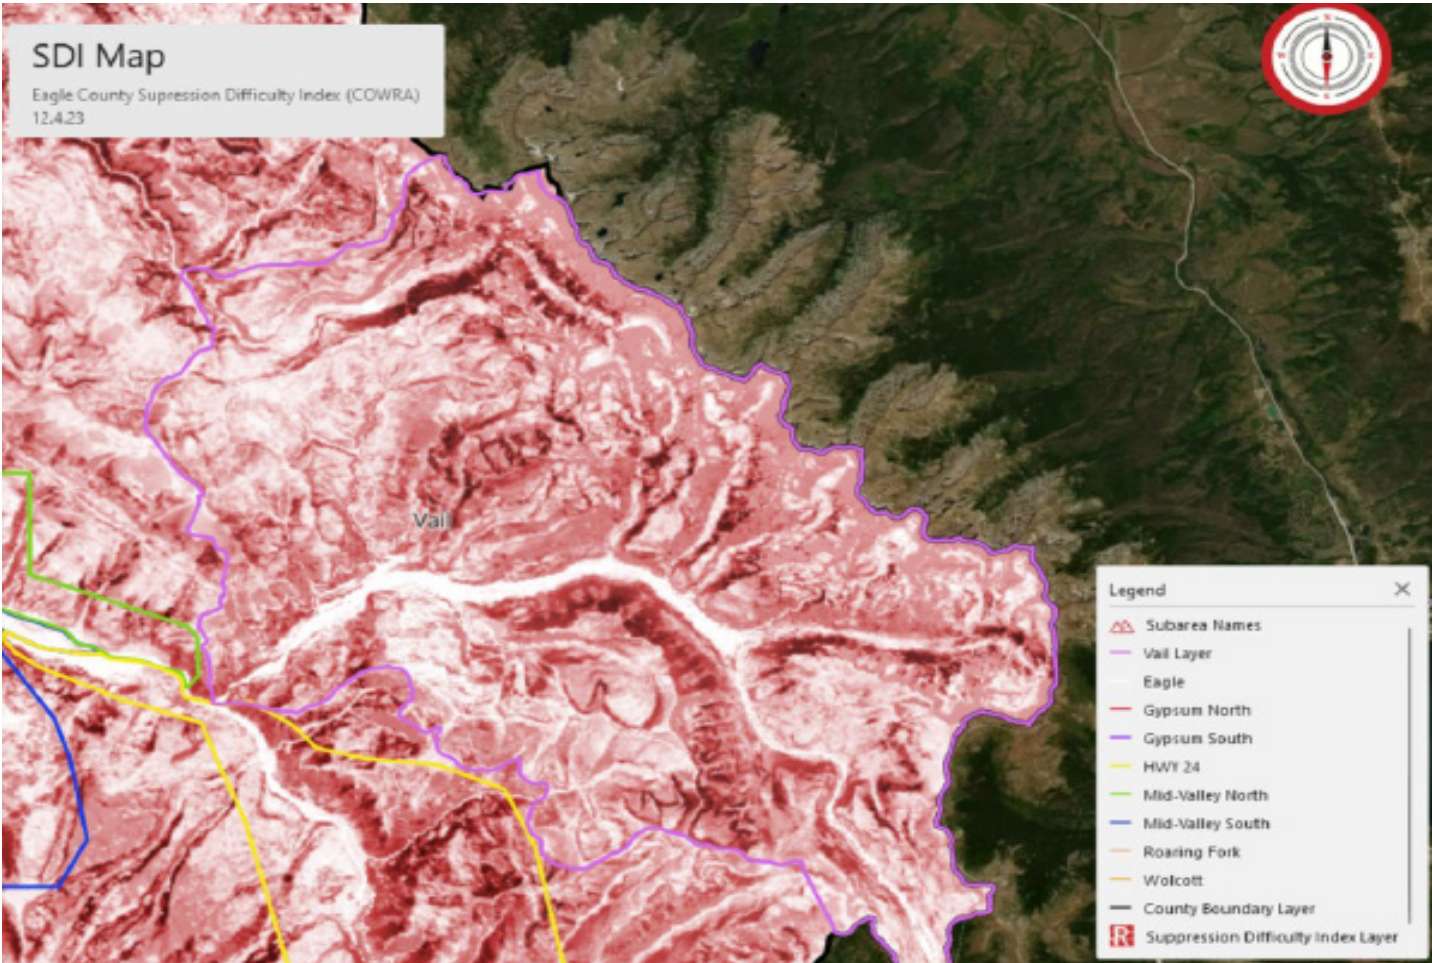 SDI Map
Eagle County Supression Difficulty Index (COWRA)
12.4.23
Vail
Legend
Subarea Names
Vail Layer
Eagle
Gypsum North
Gypsum South
HWY 24
Mid-Valley North
Mid-Valley South
Roaring Fork
Wolcott
County Boundary Layer
Suppression Difficulty Index Layer